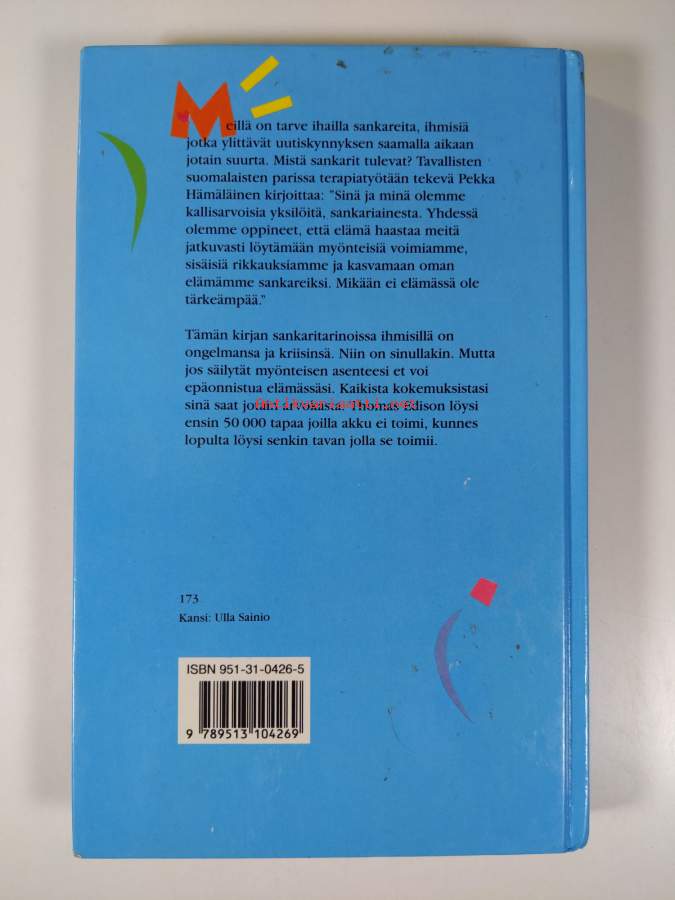 Meillä on tarve ihailla sankareita, ihmisiä
jotka ylittävät uutiskynnyksen saamalla aikaan
jotain suurta. Mistä sankarit tulevat? Tavallisten
suomalaisten parissa terapiatyötään tekevä Pekka
Hämäläinen kirjoittaa: "Sinä ja minä olemme
kallisarvoisia yksilöitä, sankariainesta. Yhdessä
olemme oppineet, että elämä haastaa meitä
jatkuvasti löytämään myönteisiä voimiamme,
sisäisiä rikkauksiamme ja kasvamaan oman
elämämme sankareiksi. Mikään ei elämässä ole
tärkeämpää."
Tämän kirjan sankaritarinoissa ihmisillä on
ongelmansa ja kriisinsä. Niin on sinullakin. Mutta
jos säilytät myönteisen asenteesi et voi
epäonnistua elämässäsi. Kaikista kokemuksistasi
sinä saat jotain arvokasta. Thomas Edison löysi
ensin 50 000 tapaa joilla akku ei toimi, kunnes
lopulta löysi senkin tavan jolla se toimii.
173
Kansi: Ulla Sainio
ISBN 951-31-0426-5
9 789513 104269